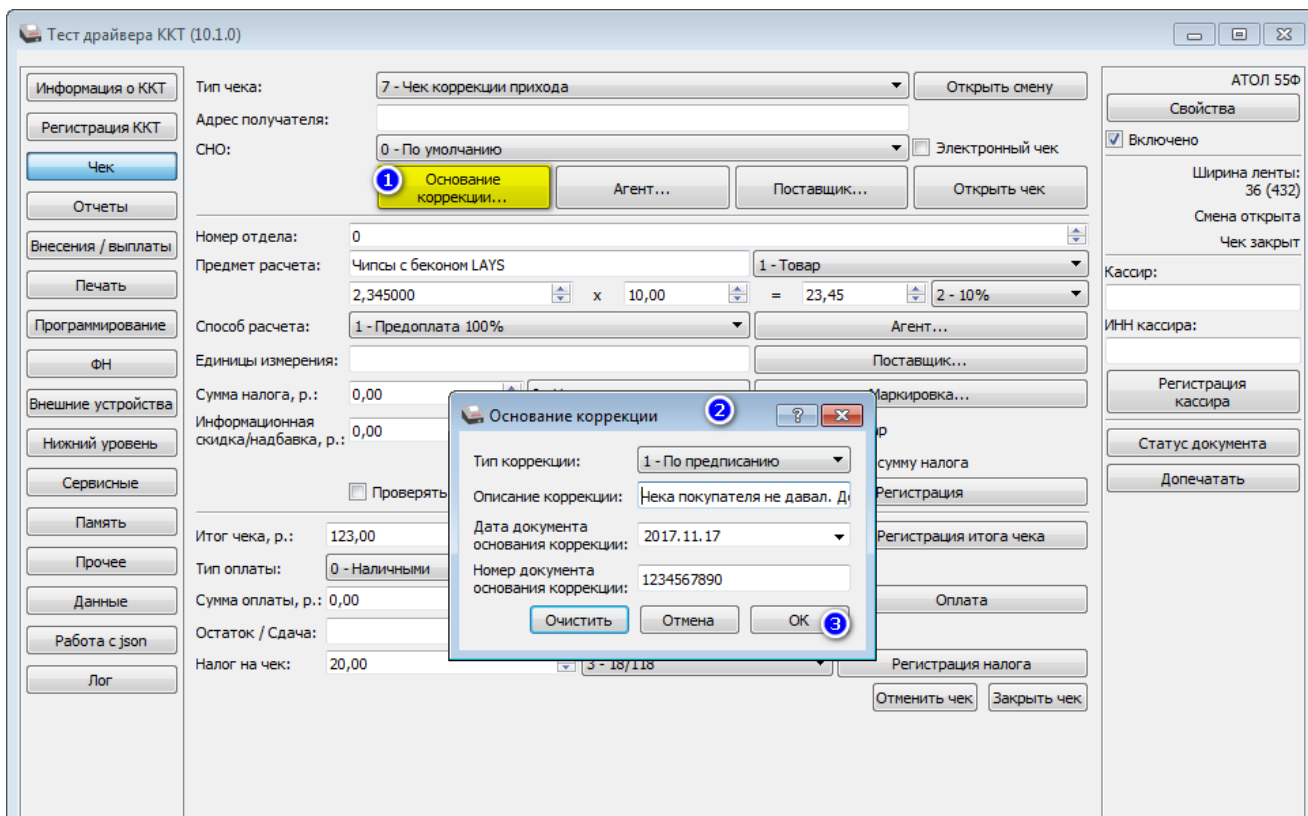 Тест драйвера ККТ (10.1.0)
Информация о ККТ
Регистрация ККТ
Чек
Отчеты
Внесения / выплаты
Печать
Программирование
ФН
Внешние устройства
Нижний уровень
Сервисные
Память
Прочее
Данные
Работа с json
Лог
Тип чека: 7 - Чек коррекции прихода Открыть смену
Адрес получателя:
СНО: 0 - По умолчанию Электронный чек
1 Основание
коррекции... Агент... Поставщик... Открыть чек
Номер отдела: 0
Предмет расчета: Чипсы с беконом LAYS 1 - Товар
2,345000 x 10,00 = 23,45 2 - 10%
Способ расчета: 1 - Предоплата 100% Агент...
Единицы измерения: Поставщик...
Сумма налога, р.: 0,00 Маркировка...
Информационная
скидка/надбавка, р.: 0,00
сумму налога
Проверять Регистрация
Итог чека, р.: 123,00 Регистрация итога чека
Тип оплаты: 0 - Наличными
Сумма оплаты, р.: 0,00 Оплата
Остаток / Сдача:
Налог на чек: 20,00 3 - 18/118 Регистрация налога
Отменить чек Закрыть чек
Основание коррекции 2 ?
Тип коррекции: 1 - По предписанию
Описание коррекции: Нека покупателя не давал.
Дата документа
основания коррекции: 2017.11.17
Номер документа
основания коррекции: 1234567890
Очистить Отмена ОК 3
АТОЛ 55Ф
Свойства
Включено
Ширина ленты:
36 (432)
Смена открыта
Чек закрыт
Кассир:
ИНН кассира:
Регистрация
кассира
Статус документа
Допечатать